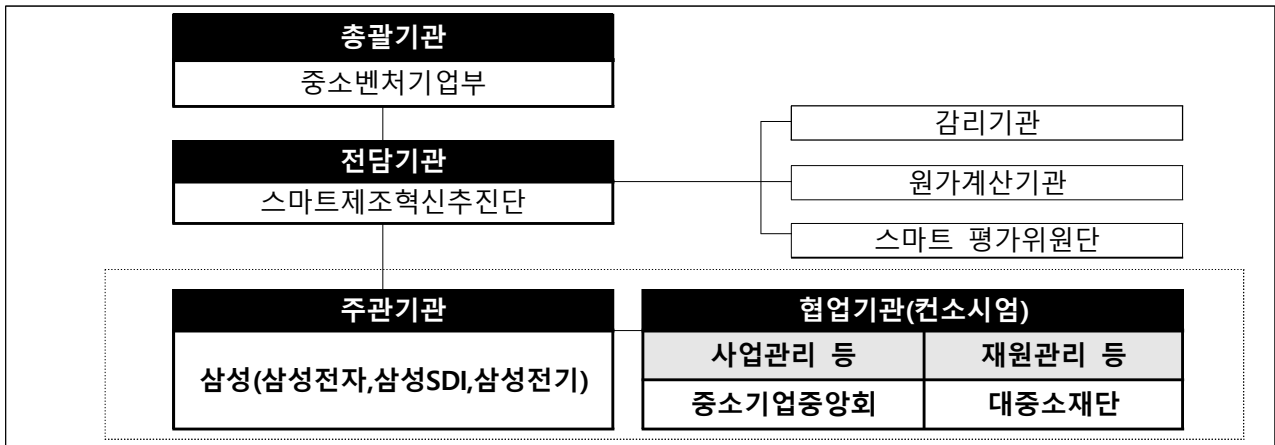 총괄기관
중소벤처기업부
전담기관
스마트제조혁신추진단
감리기관
원가계산기관
스마트 평가위원단
주관기관
삼성(삼성전자,삼성SDI,삼성전기)
협업기관(컨소시엄)
사업관리 등
재원관리 등
중소기업중앙회
대중소재단